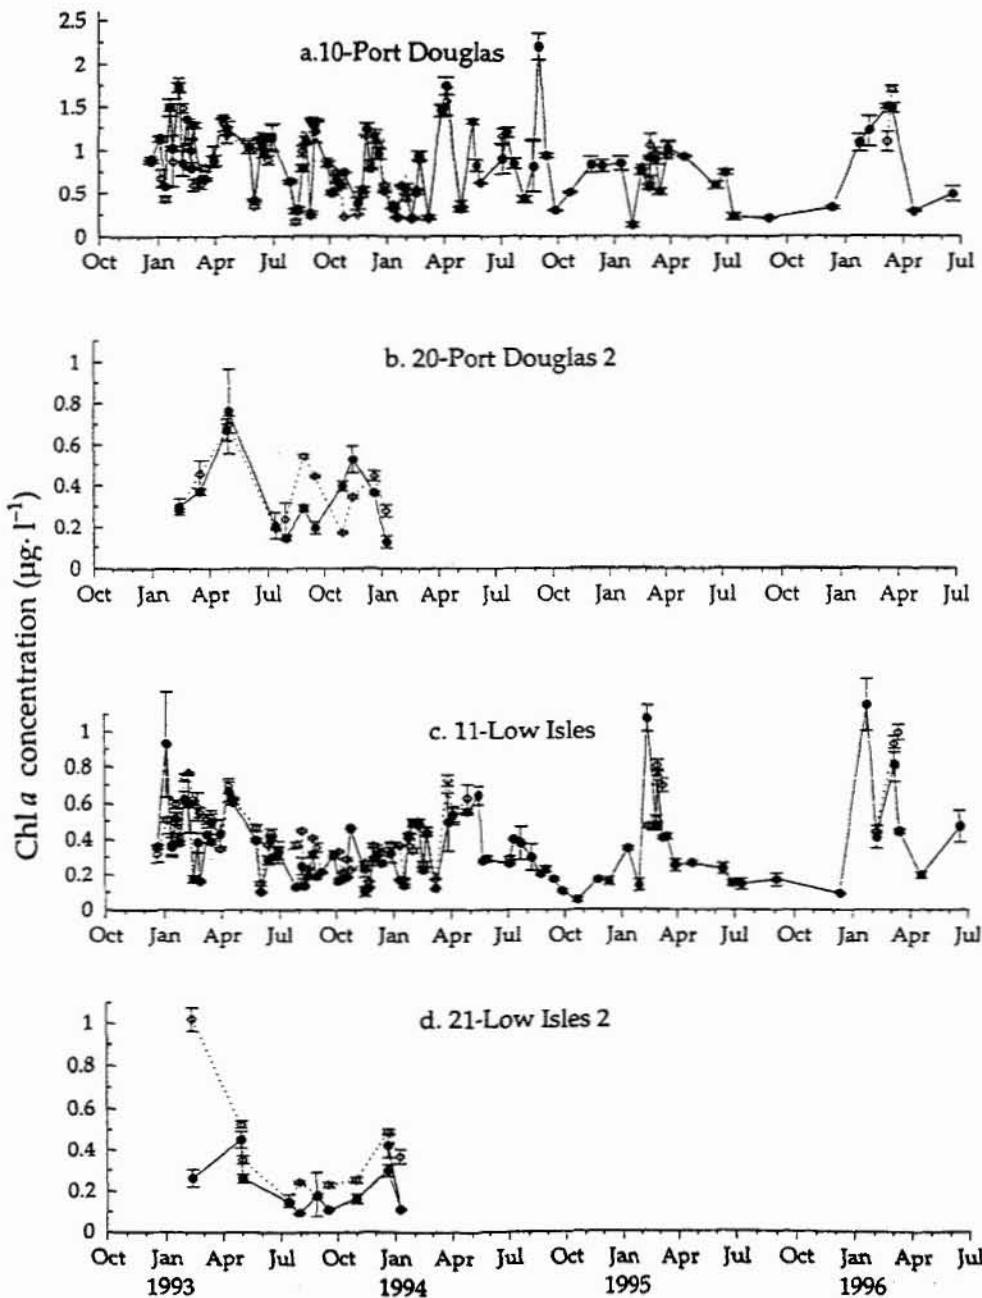 a.10-Port Douglas
2.5
2
1.5
1
0.5
0
Oct Jan Apr Jul Oct Jan Apr Jul Oct Jan Apr Jul Oct Jan Apr Jul
b. 20-Port Douglas 2
1
0.8
0.6
0.4
0.2
0
Oct Jan Apr Jul Oct Jan Apr Jul Oct Jan Apr Jul Oct Jan Apr Jul
Chl a concentration (µg· l⁻¹)
c. 11-Low Isles
1
0.8
0.6
0.4
0.2
0
Oct Jan Apr Jul Oct Jan Apr Jul Oct Jan Apr Jul Oct Jan Apr Jul
d. 21-Low Isles 2
1
0.8
0.6
0.4
0.2
0
Oct Jan Apr Jul Oct Jan Apr Jul Oct Jan Apr Jul Oct Jan Apr Jul
1993 1994 1995 1996